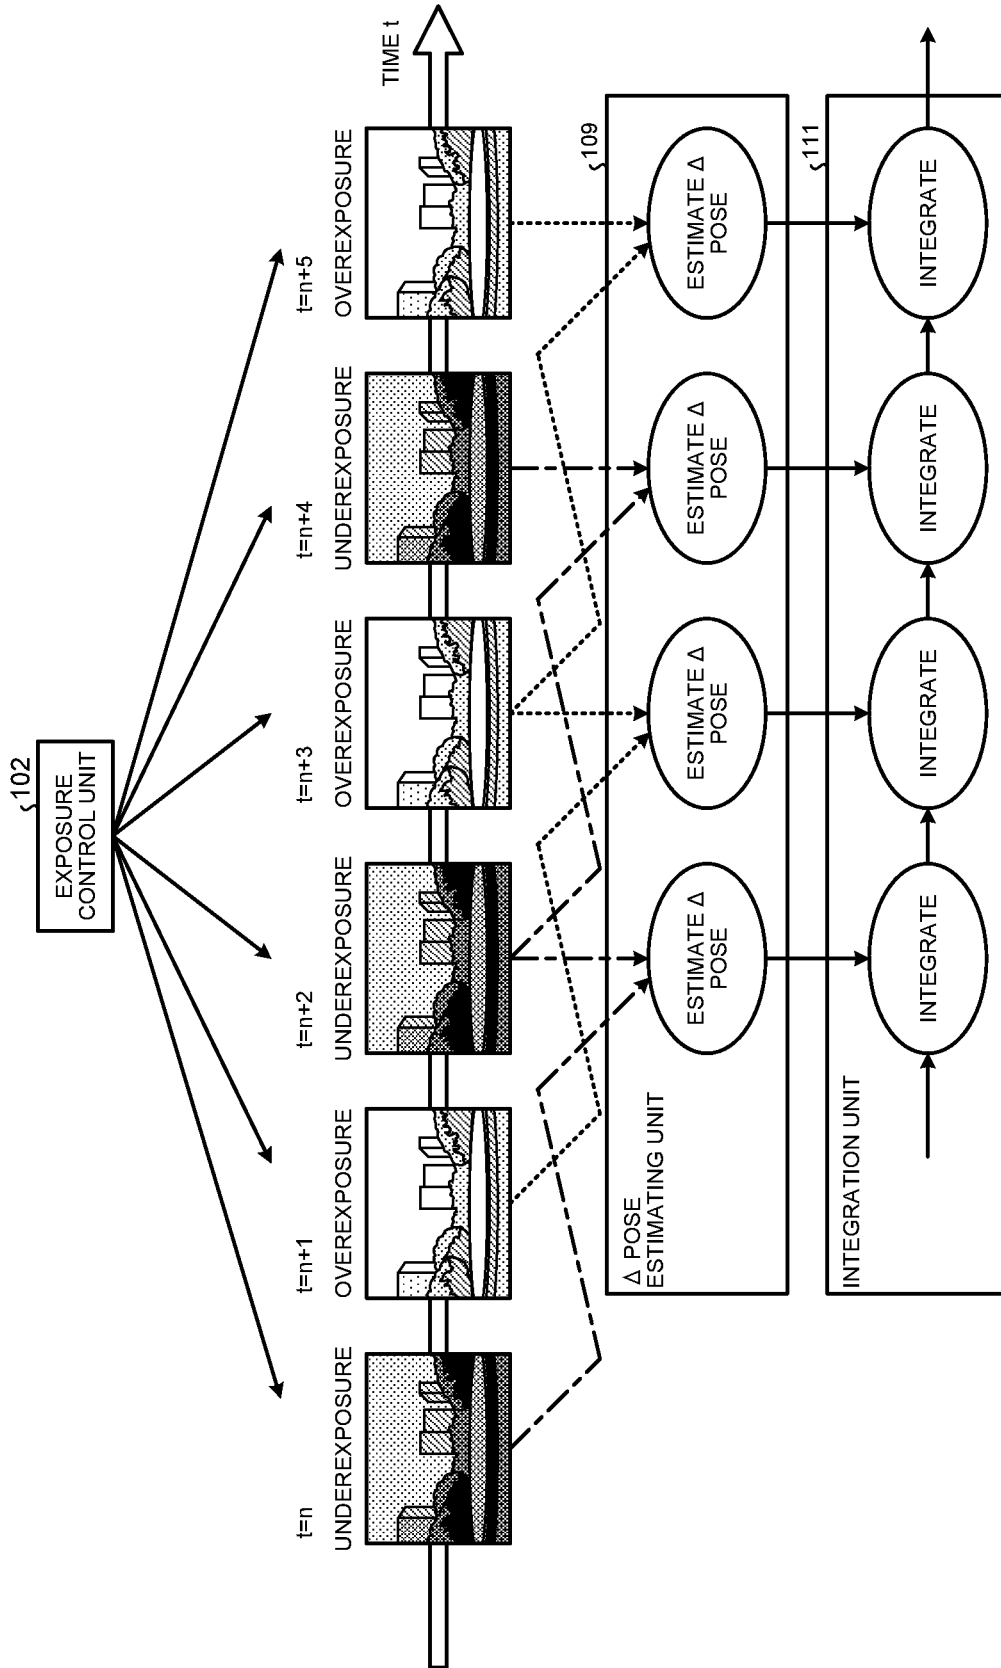 102
EXPOSURE
CONTROL UNIT
t=n
UNDEREXPOSURE
t=n+1
OVEREXPOSURE
t=n+2
UNDEREXPOSURE
t=n+3
OVEREXPOSURE
t=n+4
UNDEREXPOSURE
t=n+5
OVEREXPOSURE
TIME t
109
Δ POSE
ESTIMATING UNIT
ESTIMATE Δ
POSE
ESTIMATE Δ
POSE
ESTIMATE Δ
POSE
ESTIMATE Δ
POSE
111
INTEGRATION UNIT
INTEGRATE
INTEGRATE
INTEGRATE
INTEGRATE